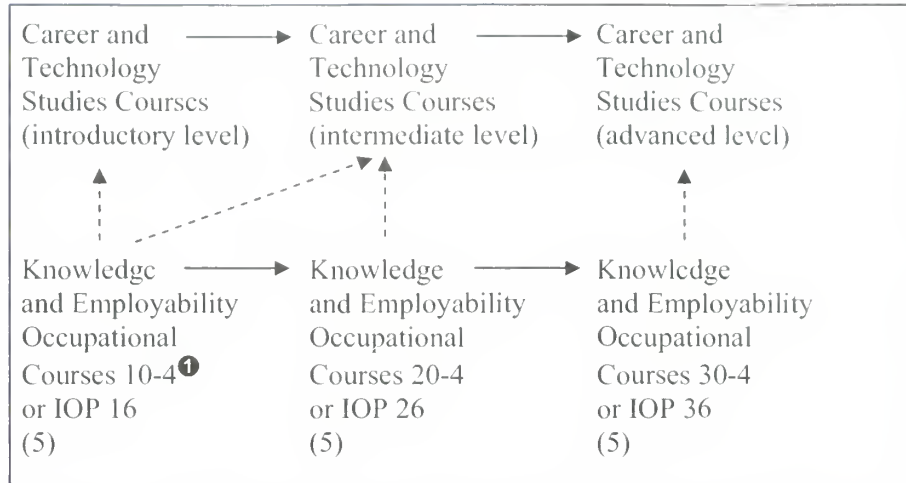 Career and
Technology
Studies Courses
(introductory level)
Career and
Technology
Studies Courses
(intermediate level)
Career and
Technology
Studies Courses
(advanced level)
Knowledge
and Employability
Occupational
Courses 10-4❶
or IOP 16
(5)
Knowledge
and Employability
Occupational
Courses 20-4
or IOP 26
(5)
Knowledge
and Employability
Occupational
Courses 30-4
or IOP 36
(5)